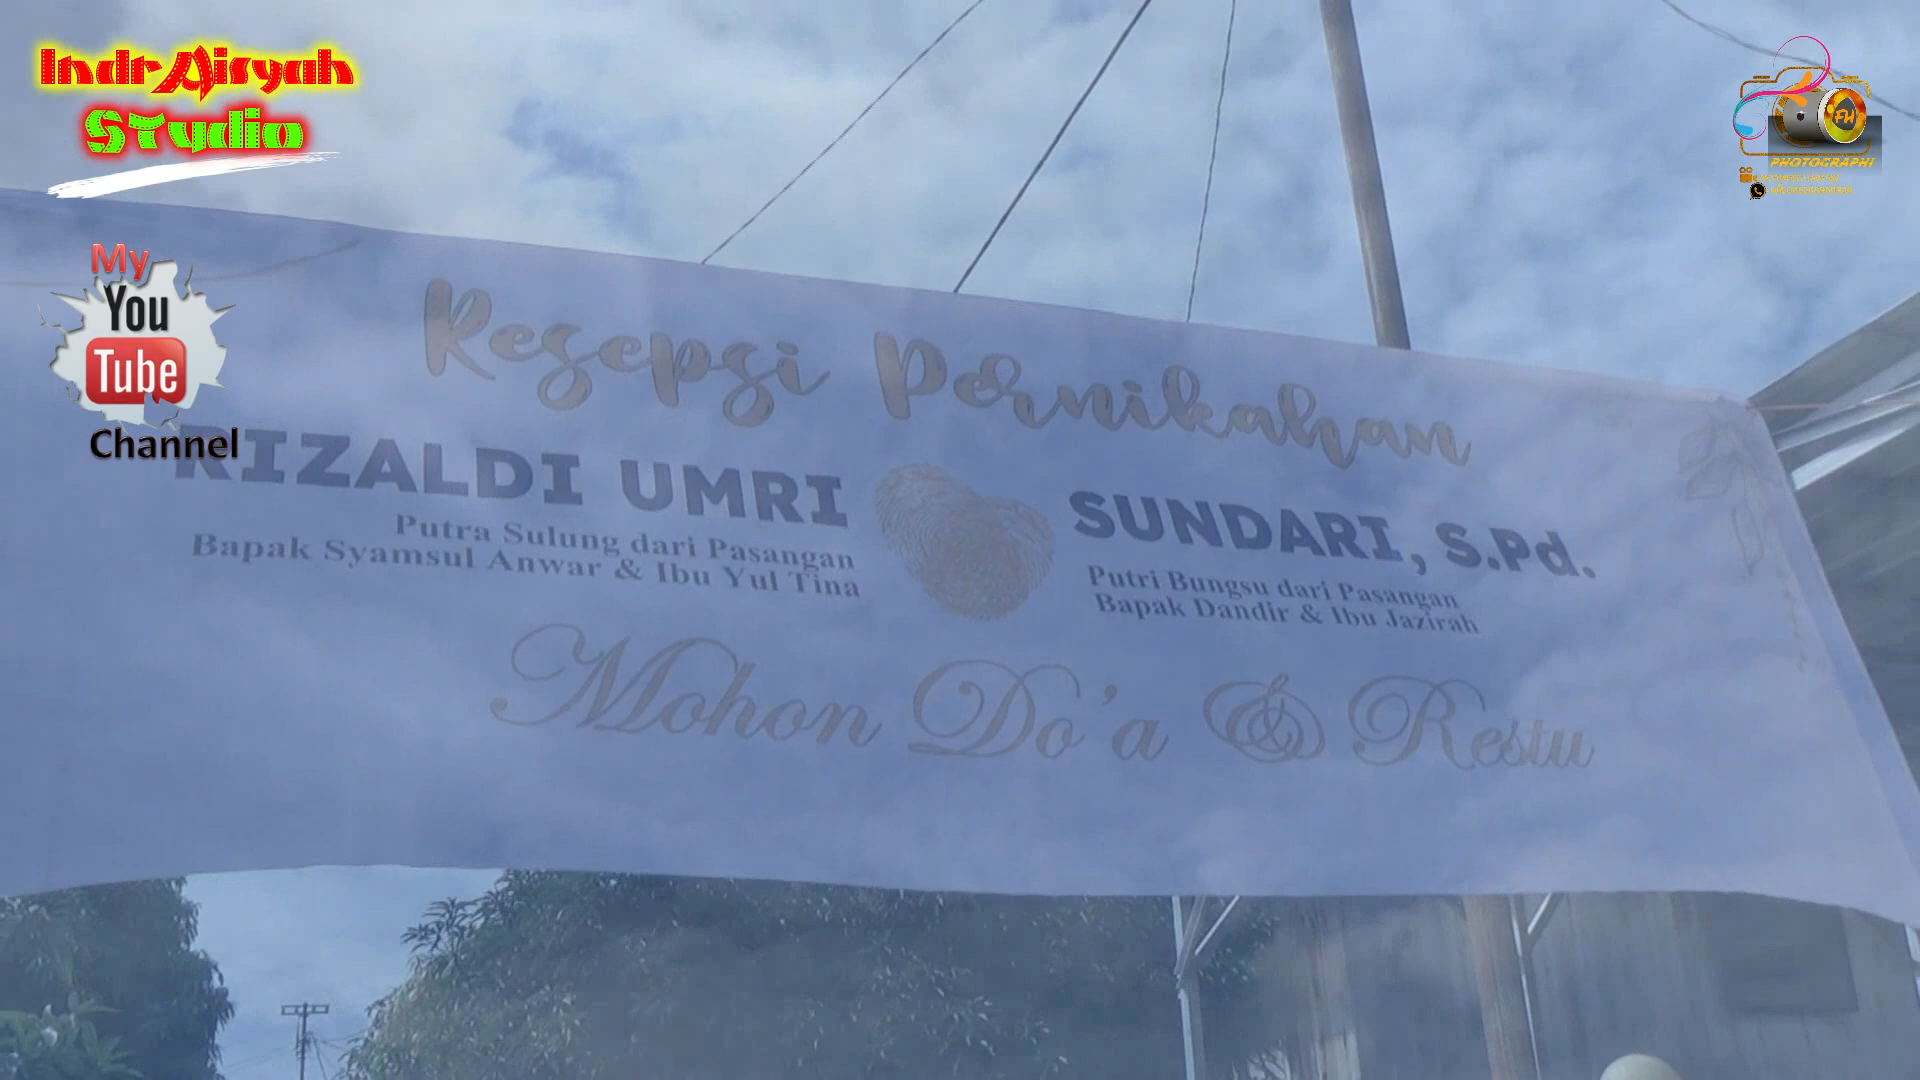 IndrAisyah
STudio
My
You
Tube
Channel
FH
PHOTOGRAPHI
Resepsi Pernikahan
RIZALDI UMRI
Putra Sulung dari Pasangan
Bapak Syamsul Anwar & Ibu Yul Tina
SUNDARI, S.Pd.
Putri Bungsu dari Pasangan
Bapak Dandir & Ibu Jazirah
Mohon Do'a & Restu